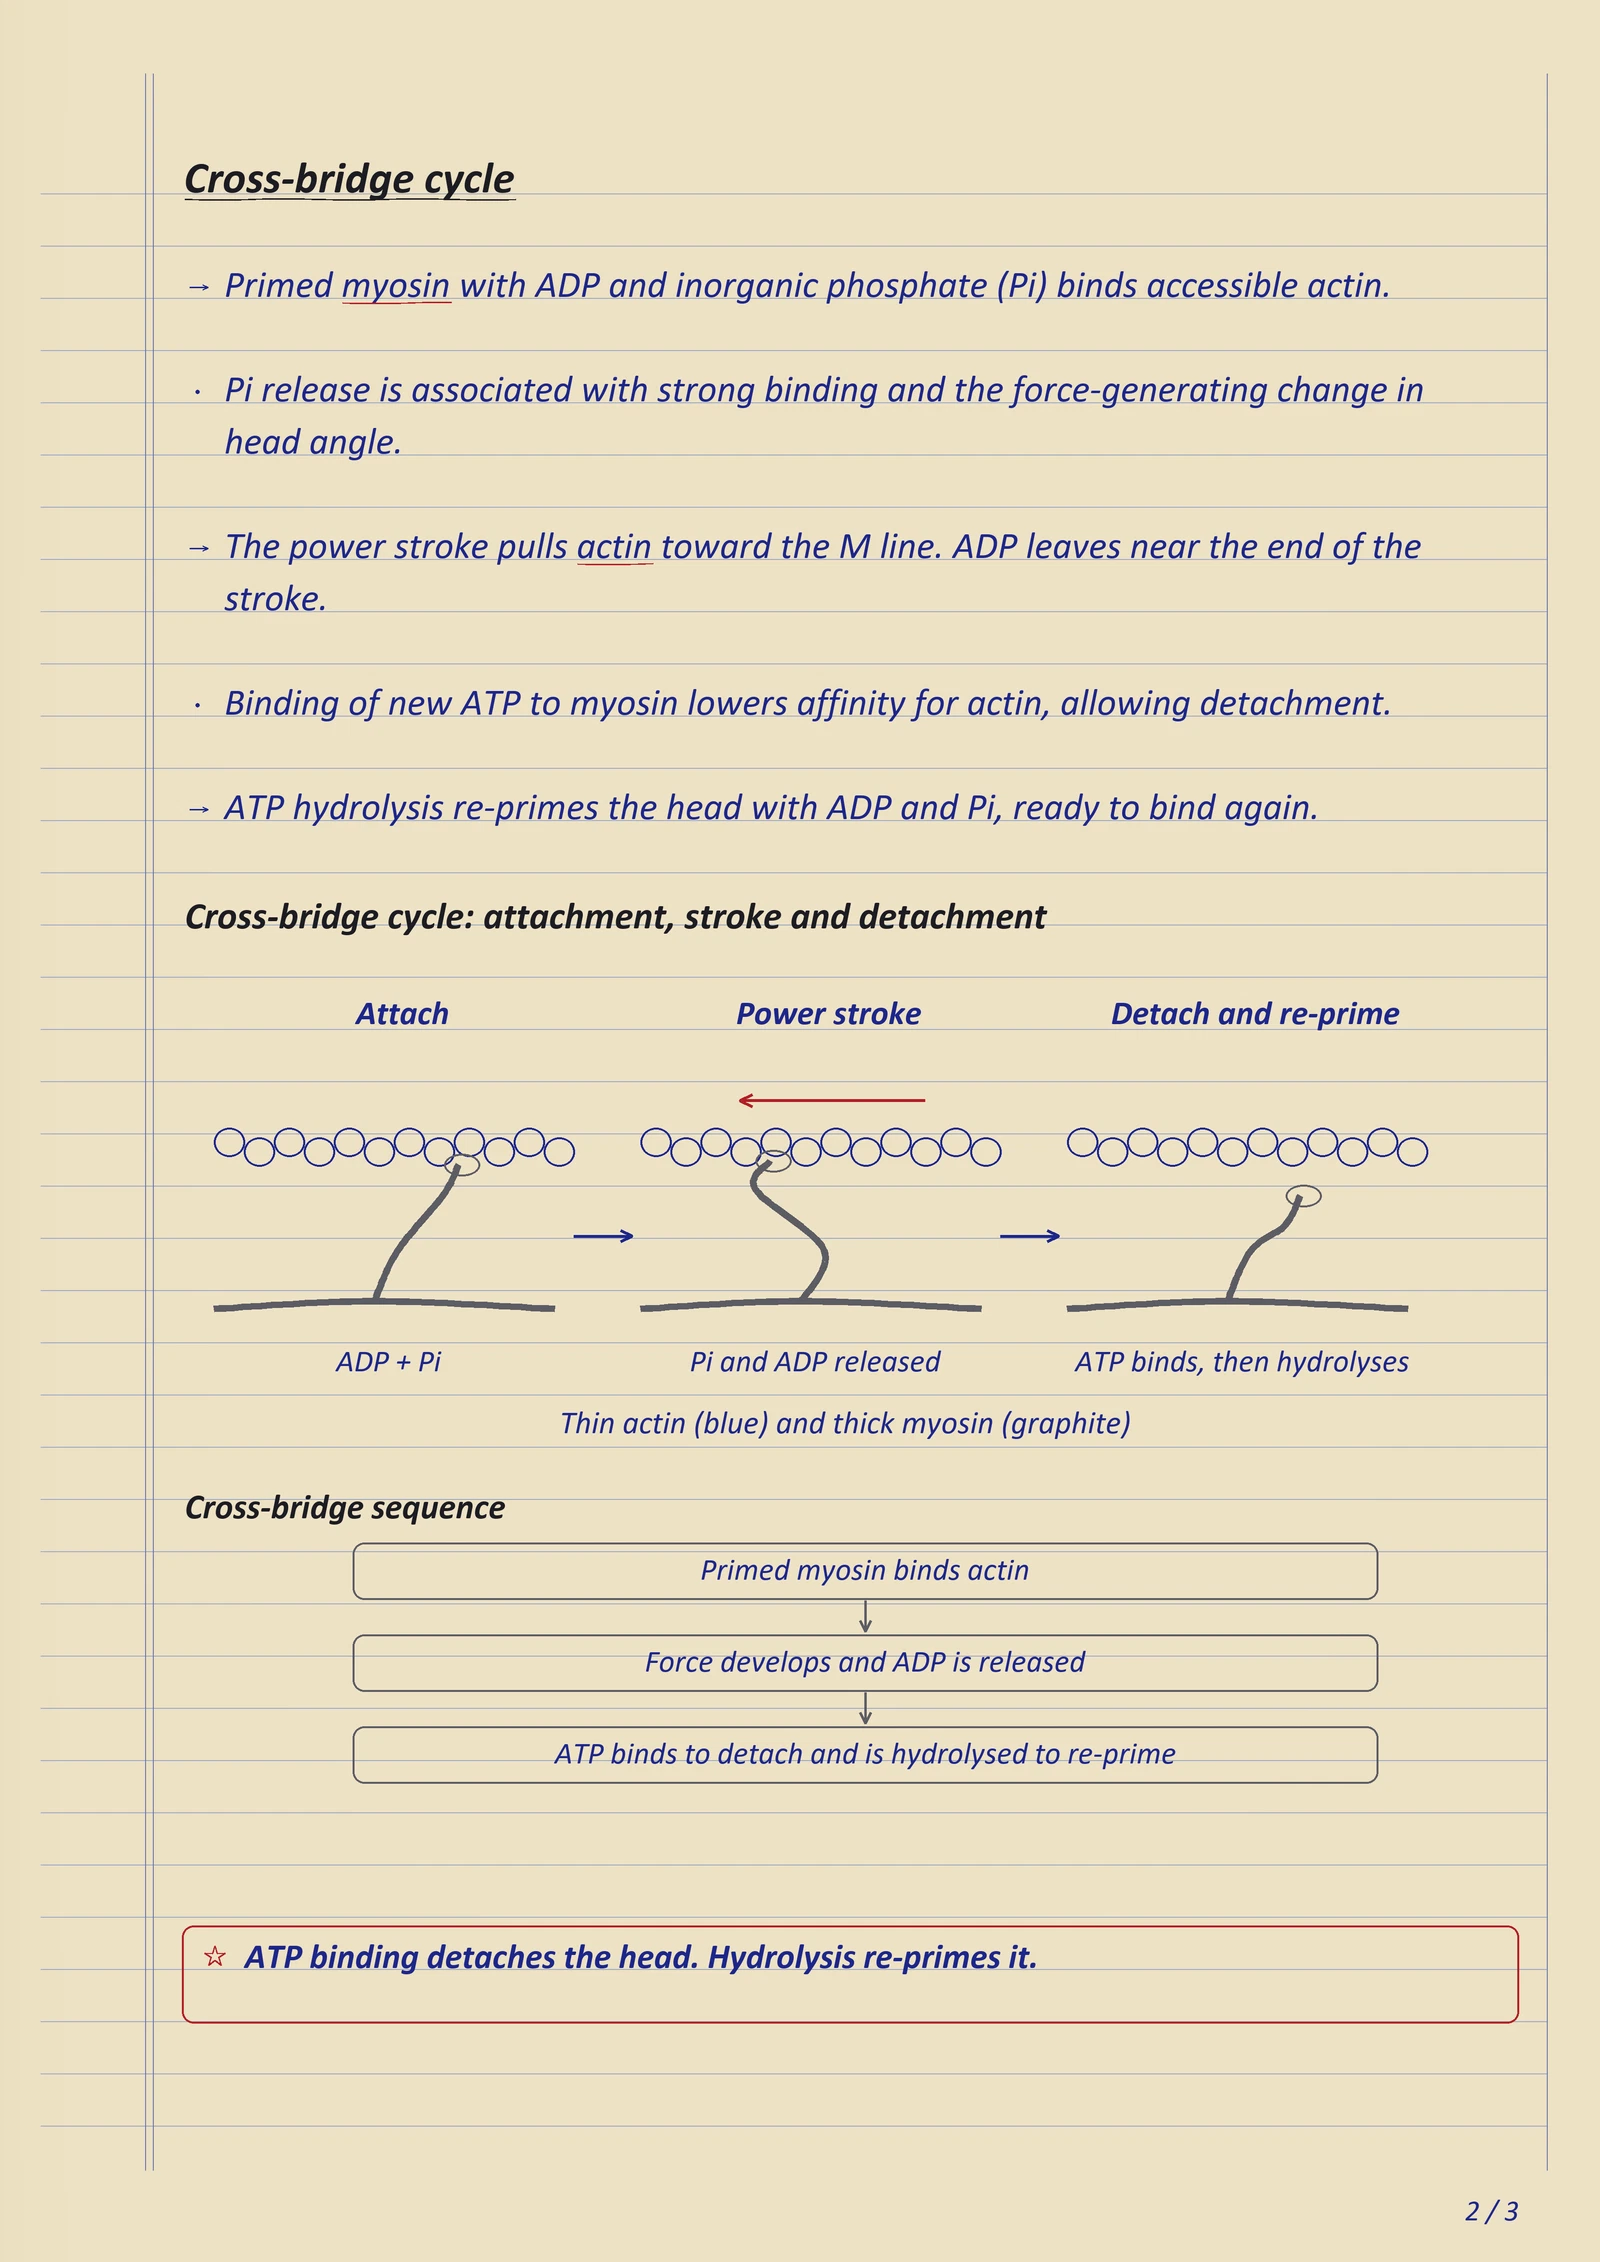 Cross-bridge cycle
→ Primed myosin with ADP and inorganic phosphate (Pi) binds accessible actin.
· Pi release is associated with strong binding and the force-generating change in
head angle.
→ The power stroke pulls actin toward the M line. ADP leaves near the end of the
stroke.
· Binding of new ATP to myosin lowers affinity for actin, allowing detachment.
→ ATP hydrolysis re-primes the head with ADP and Pi, ready to bind again.
Cross-bridge cycle: attachment, stroke and detachment
Attach
Power stroke
Detach and re-prime
ADP + Pi
Pi and ADP released
ATP binds, then hydrolyses
Thin actin (blue) and thick myosin (graphite)
Cross-bridge sequence
Primed myosin binds actin
Force develops and ADP is released
ATP binds to detach and is hydrolysed to re-prime
☆ ATP binding detaches the head. Hydrolysis re-primes it.
2 / 3